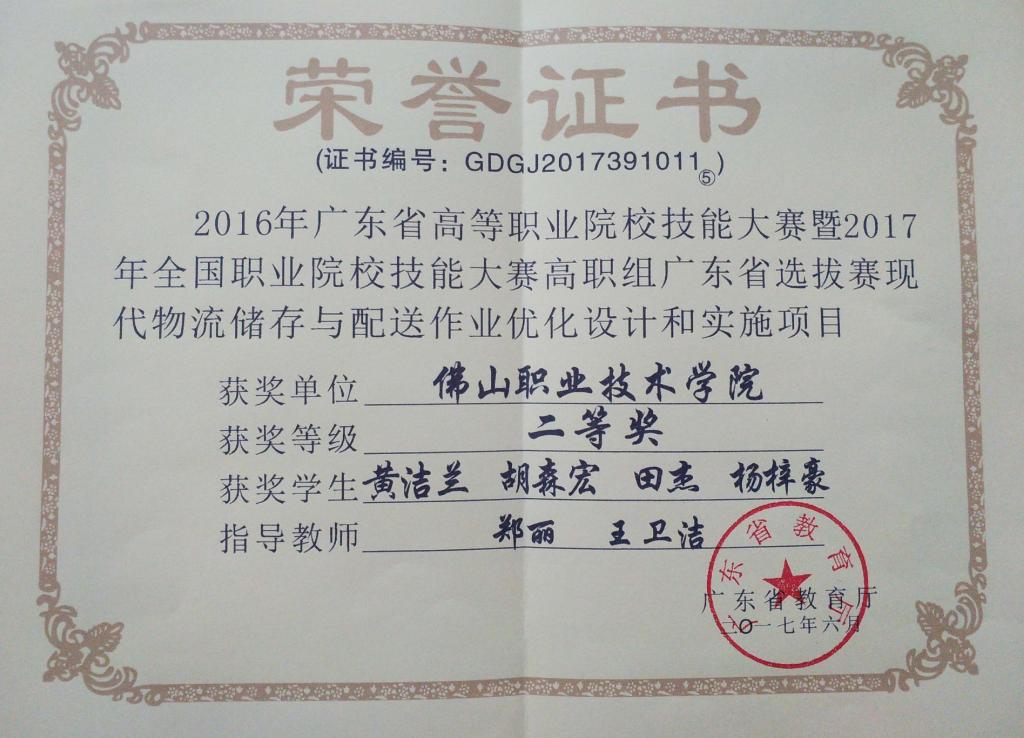 荣誉证书
(证书编号：GDGJ2017391011⑤)
2016年广东省高等职业院校技能大赛暨2017
年全国职业院校技能大赛高职组广东省选拔赛现
代物流储存与配送作业优化设计和实施项目
获奖单位 佛山职业技术学院
获奖等级 二等奖
获奖学生 黄洁兰 胡森宏 田杰 杨梓豪
指导教师 郑丽 王卫洁
广东省教育厅
广东省教育厅
二〇一七年六月